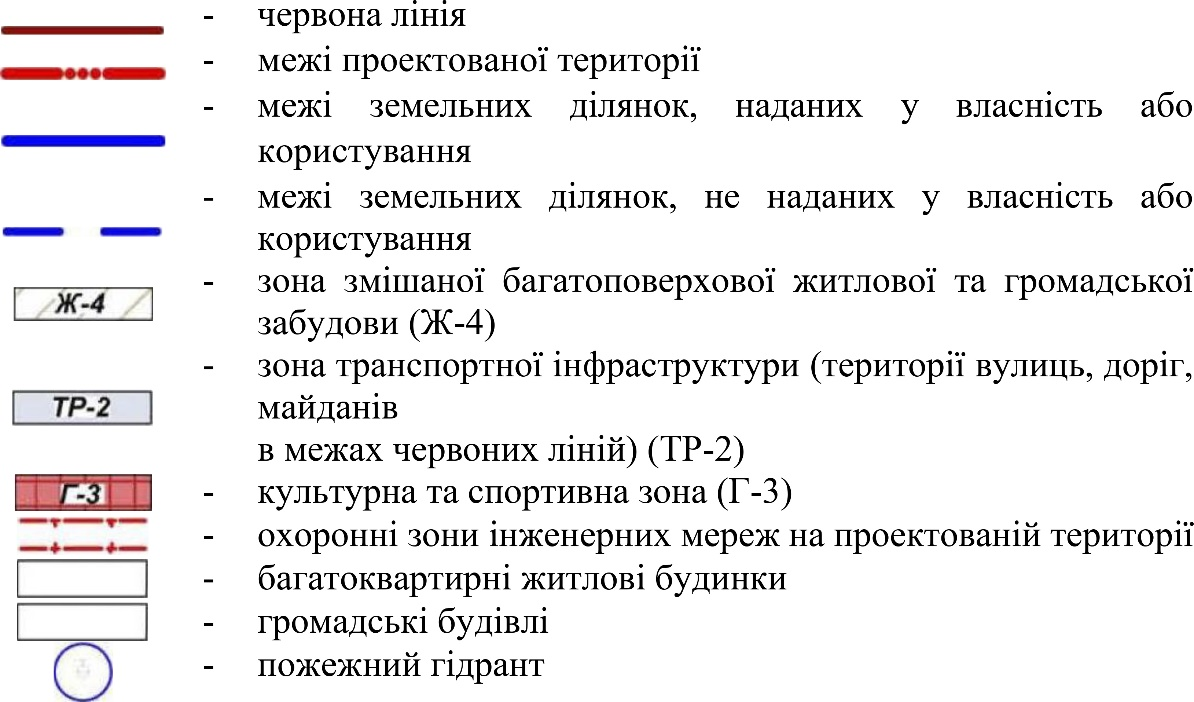 - червона лінія
- межі проектованої території
- межі земельних ділянок, наданих у власність або
користування
- межі земельних ділянок, не наданих у власність або
користування
Ж-4 - зона змішаної багатоповерхової житлової та громадської
забудови (Ж-4)
- зона транспортної інфраструктури (території вулиць, доріг,
ТР-2 майданів
в межах червоних ліній) (ТР-2)
Г-3 - культурна та спортивна зона (Г-3)
- охоронні зони інженерних мереж на проектованій території
- багатоквартирні житлові будинки
- громадські будівлі
- пожежний гідрант